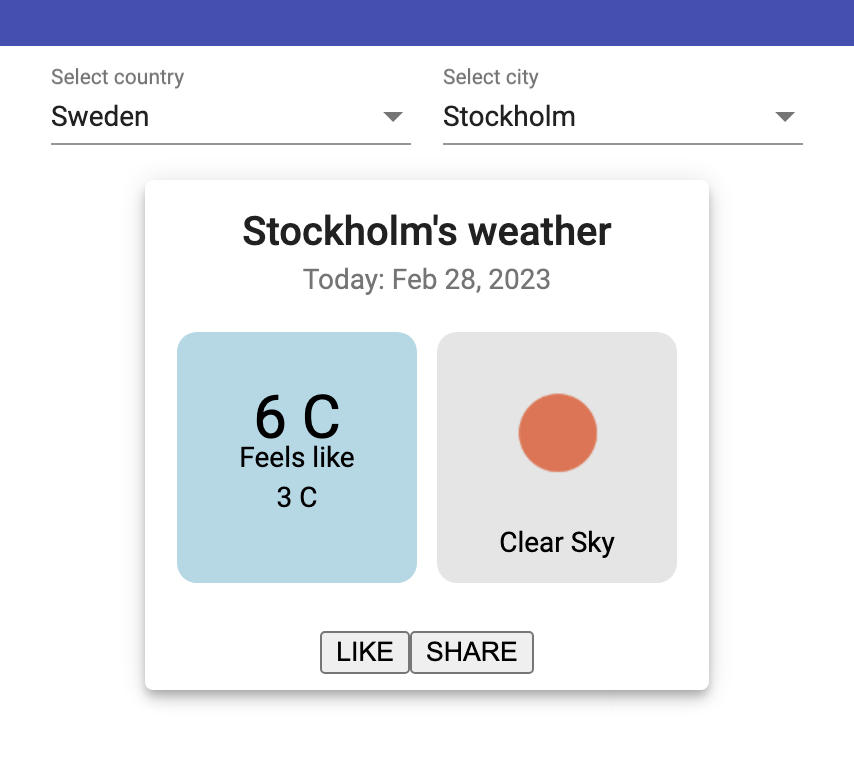 Select country
Select city
Sweden
Stockholm
Stockholm's weather
Today: Feb 28, 2023
6 C
Feels like
3 C
Clear Sky
LIKE
SHARE